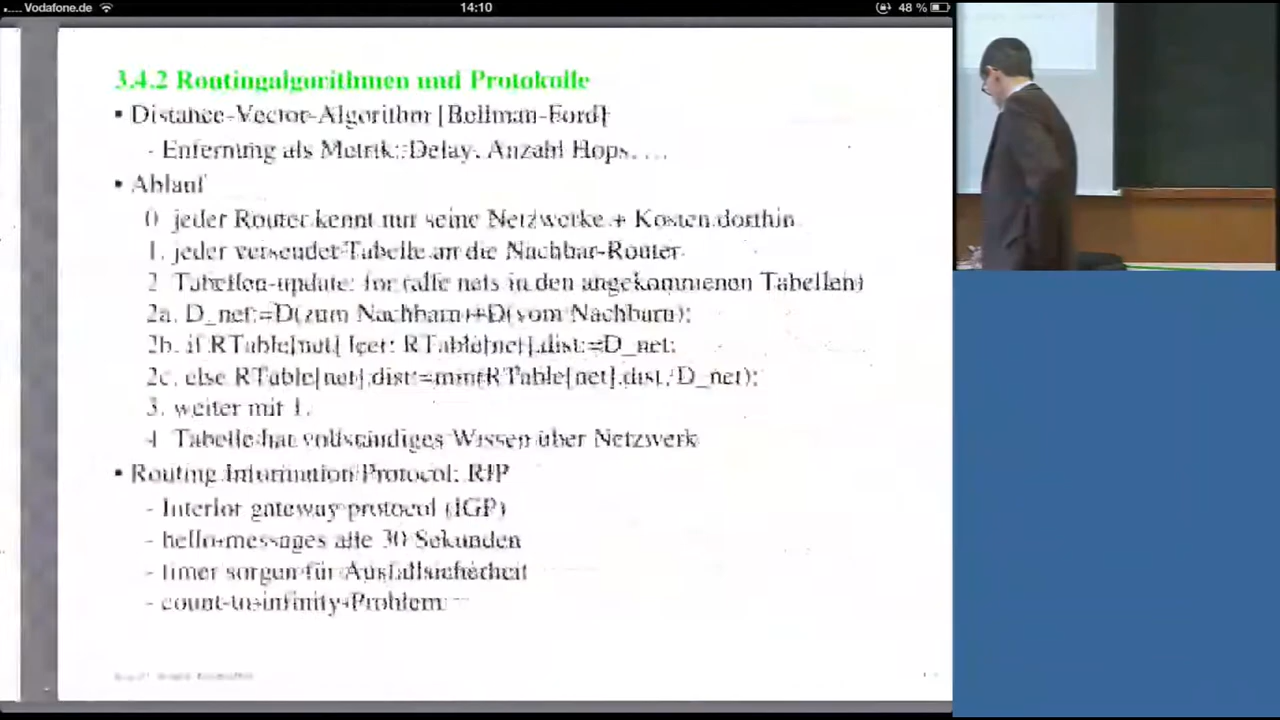 Vodafone.de 14:10 48 %
3.4.2 Routingalgorithmen und Protokolle
▪ Distance-Vector-Algorithm [Bellman-Ford]
- Enfernung als Metrik: Delay, Anzahl Hops, ...
▪ Ablauf
0. jeder Router kennt nur seine Netzwerke + Kosten dorthin
1. jeder versendet Tabelle an die Nachbar-Router
2. Tabellen-update: for (alle nets in den angekommenen Tabellen)
2a. D_net:=D(zum Nachbarn)+D(vom Nachbarn);
2b. if RTable[net] leer: RTable[net].dist:=D_net;
2c. else RTable[net].dist:=min(RTable[net].dist, D_net);
3. weiter mit 1.
4. Tabelle hat vollständiges Wissen über Netzwerk
▪ Routing Information Protocol: RIP
- Interior gateway protocol (IGP)
- hello-messages alle 30 Sekunden
- timer sorgen für Ausfallsicherheit
- count-to-infinity-Problem